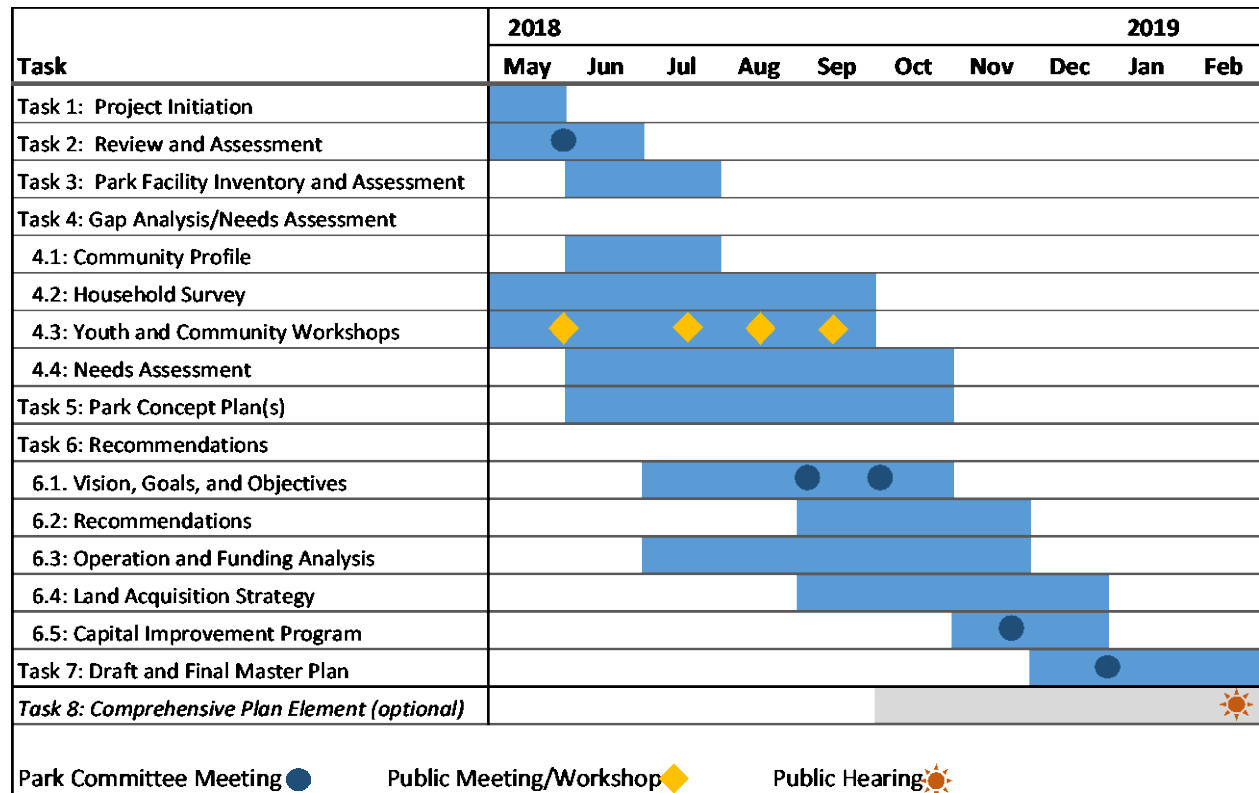 2018 2019
Task May Jun Jul Aug Sep Oct Nov Dec Jan Feb
Task 1: Project Initiation
Task 2: Review and Assessment
Task 3: Park Facility Inventory and Assessment
Task 4: Gap Analysis/Needs Assessment
4.1: Community Profile
4.2: Household Survey
4.3: Youth and Community Workshops
4.4: Needs Assessment
Task 5: Park Concept Plan(s)
Task 6: Recommendations
6.1. Vision, Goals, and Objectives
6.2: Recommendations
6.3: Operation and Funding Analysis
6.4: Land Acquisition Strategy
6.5: Capital Improvement Program
Task 7: Draft and Final Master Plan
Task 8: Comprehensive Plan Element (optional)
Park Committee Meeting Public Meeting/Workshop Public Hearing